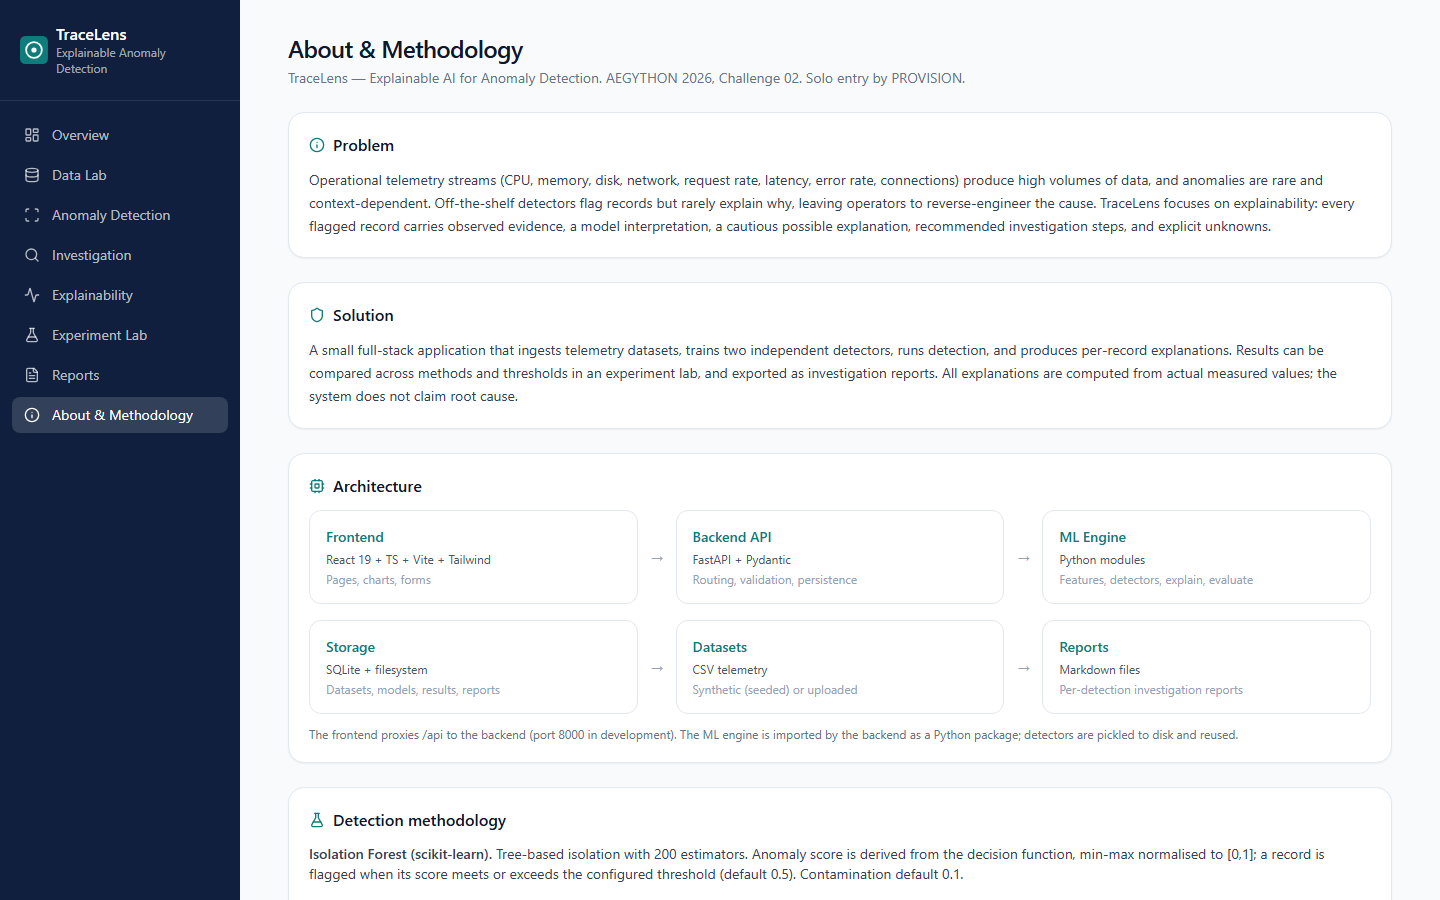 TraceLens
Explainable Anomaly
Detection
Overview
Data Lab
Anomaly Detection
Investigation
Explainability
Experiment Lab
Reports
About & Methodology
About & Methodology
TraceLens — Explainable AI for Anomaly Detection. AEGYTHON 2026, Challenge 02. Solo entry by PROVISION.
Problem
Operational telemetry streams (CPU, memory, disk, network, request rate, latency, error rate, connections) produce high volumes of data, and anomalies are rare and
context-dependent. Off-the-shelf detectors flag records but rarely explain why, leaving operators to reverse-engineer the cause. TraceLens focuses on explainability: every
flagged record carries observed evidence, a model interpretation, a cautious possible explanation, recommended investigation steps, and explicit unknowns.
Solution
A small full-stack application that ingests telemetry datasets, trains two independent detectors, runs detection, and produces per-record explanations. Results can be
compared across methods and thresholds in an experiment lab, and exported as investigation reports. All explanations are computed from actual measured values; the
system does not claim root cause.
Architecture
Frontend
React 19 + TS + Vite + Tailwind
Pages, charts, forms
→
Backend API
FastAPI + Pydantic
Routing, validation, persistence
→
ML Engine
Python modules
Features, detectors, explain, evaluate
Storage
SQLite + filesystem
Datasets, models, results, reports
→
Datasets
CSV telemetry
Synthetic (seeded) or uploaded
→
Reports
Markdown files
Per-detection investigation reports
The frontend proxies /api to the backend (port 8000 in development). The ML engine is imported by the backend as a Python package; detectors are pickled to disk and reused.
Detection methodology
Isolation Forest (scikit-learn). Tree-based isolation with 200 estimators. Anomaly score is derived from the decision function, min-max normalised to [0,1]; a record is
flagged when its score meets or exceeds the configured threshold (default 0.5). Contamination default 0.1.